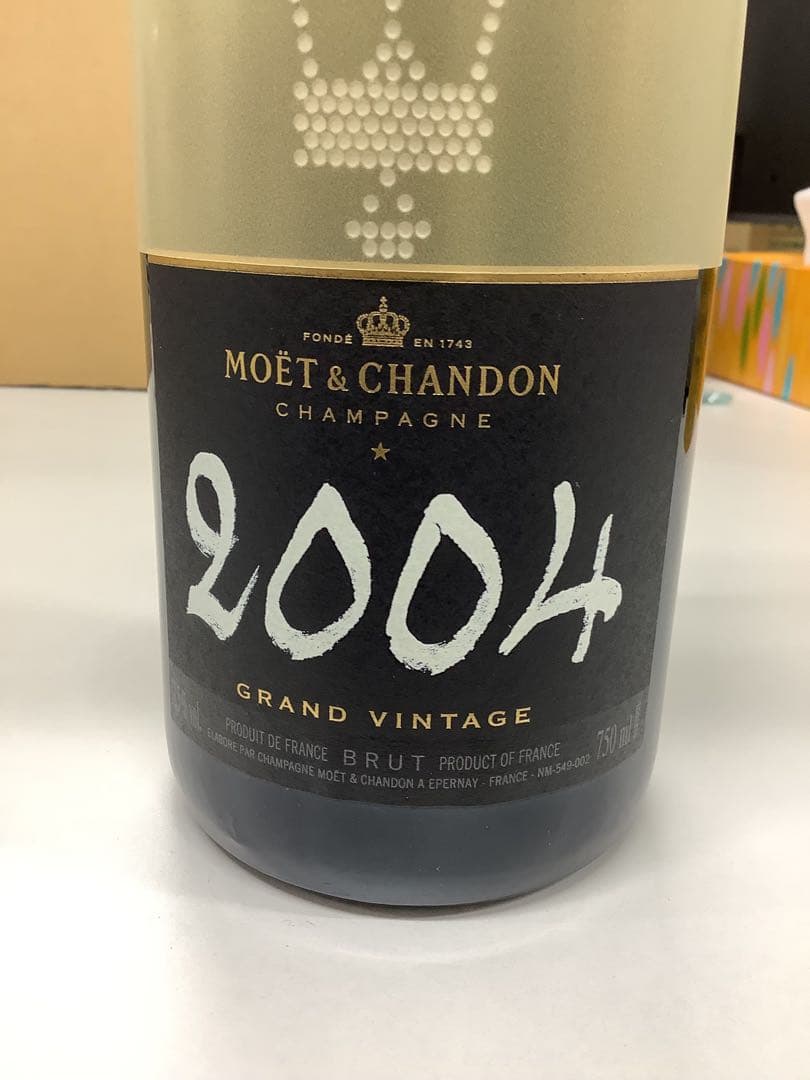 FONDÉ EN 1743
MOËT & CHANDON
CHAMPAGNE
2004
GRAND VINTAGE
vol. PRODUIT DE FRANCE BRUT PRODUCT OF FRANCE 750 ml
ELABORE PAR CHAMPAGNE MOËT & CHANDON A EPERNAY - FRANCE - NM-549-002